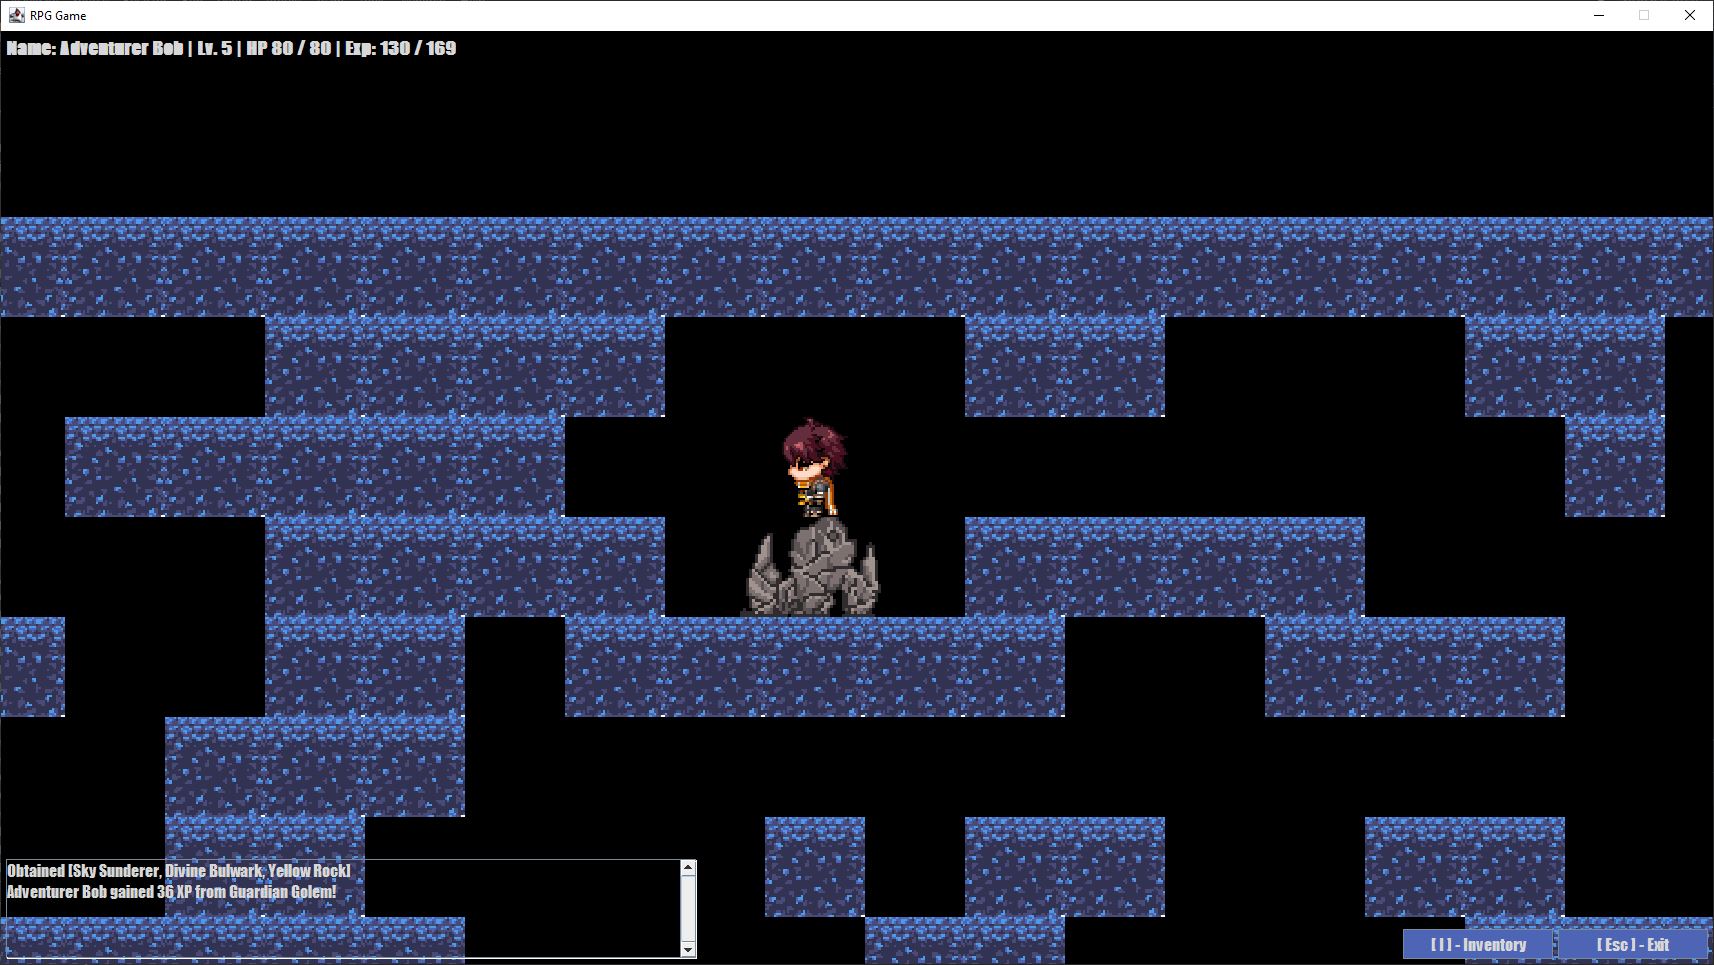 RPG Game
Name: Adventurer Bob | Lv. 5 | HP 80 / 80 | Exp: 130 / 169
Obtained [Sky Sunderer, Divine Bulwark, Yellow Rock]
Adventurer Bob gained 36 XP from Guardian Golem!
[ I ] - Inventory
[ Esc ] - Exit